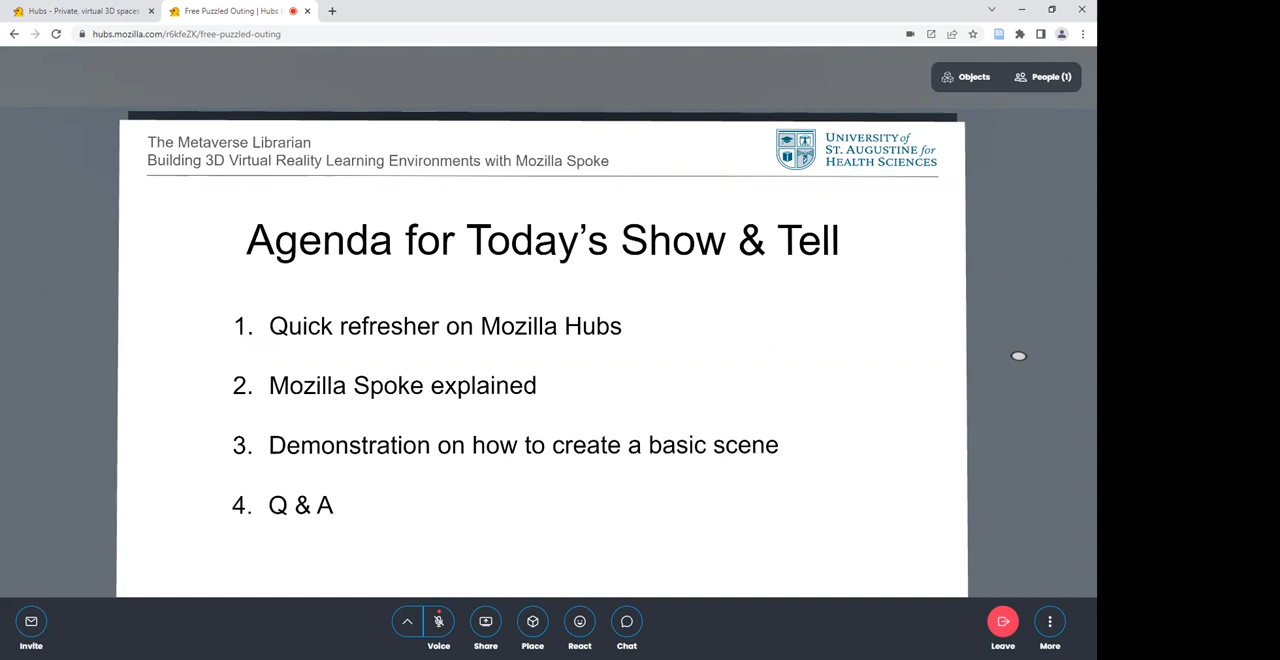 Hubs - Private, virtual 3D spaces
Free Puzzled Outing | Hubs
hubs.mozilla.com/r6kfeZK/free-puzzled-outing
Objects
People (1)
The Metaverse Librarian
Building 3D Virtual Reality Learning Environments with Mozilla Spoke
UNIVERSITY of
ST. AUGUSTINE for
HEALTH SCIENCES
Agenda for Today’s Show & Tell
1. Quick refresher on Mozilla Hubs
2. Mozilla Spoke explained
3. Demonstration on how to create a basic scene
4. Q & A
Invite
Voice
Share
Place
React
Chat
Leave
More